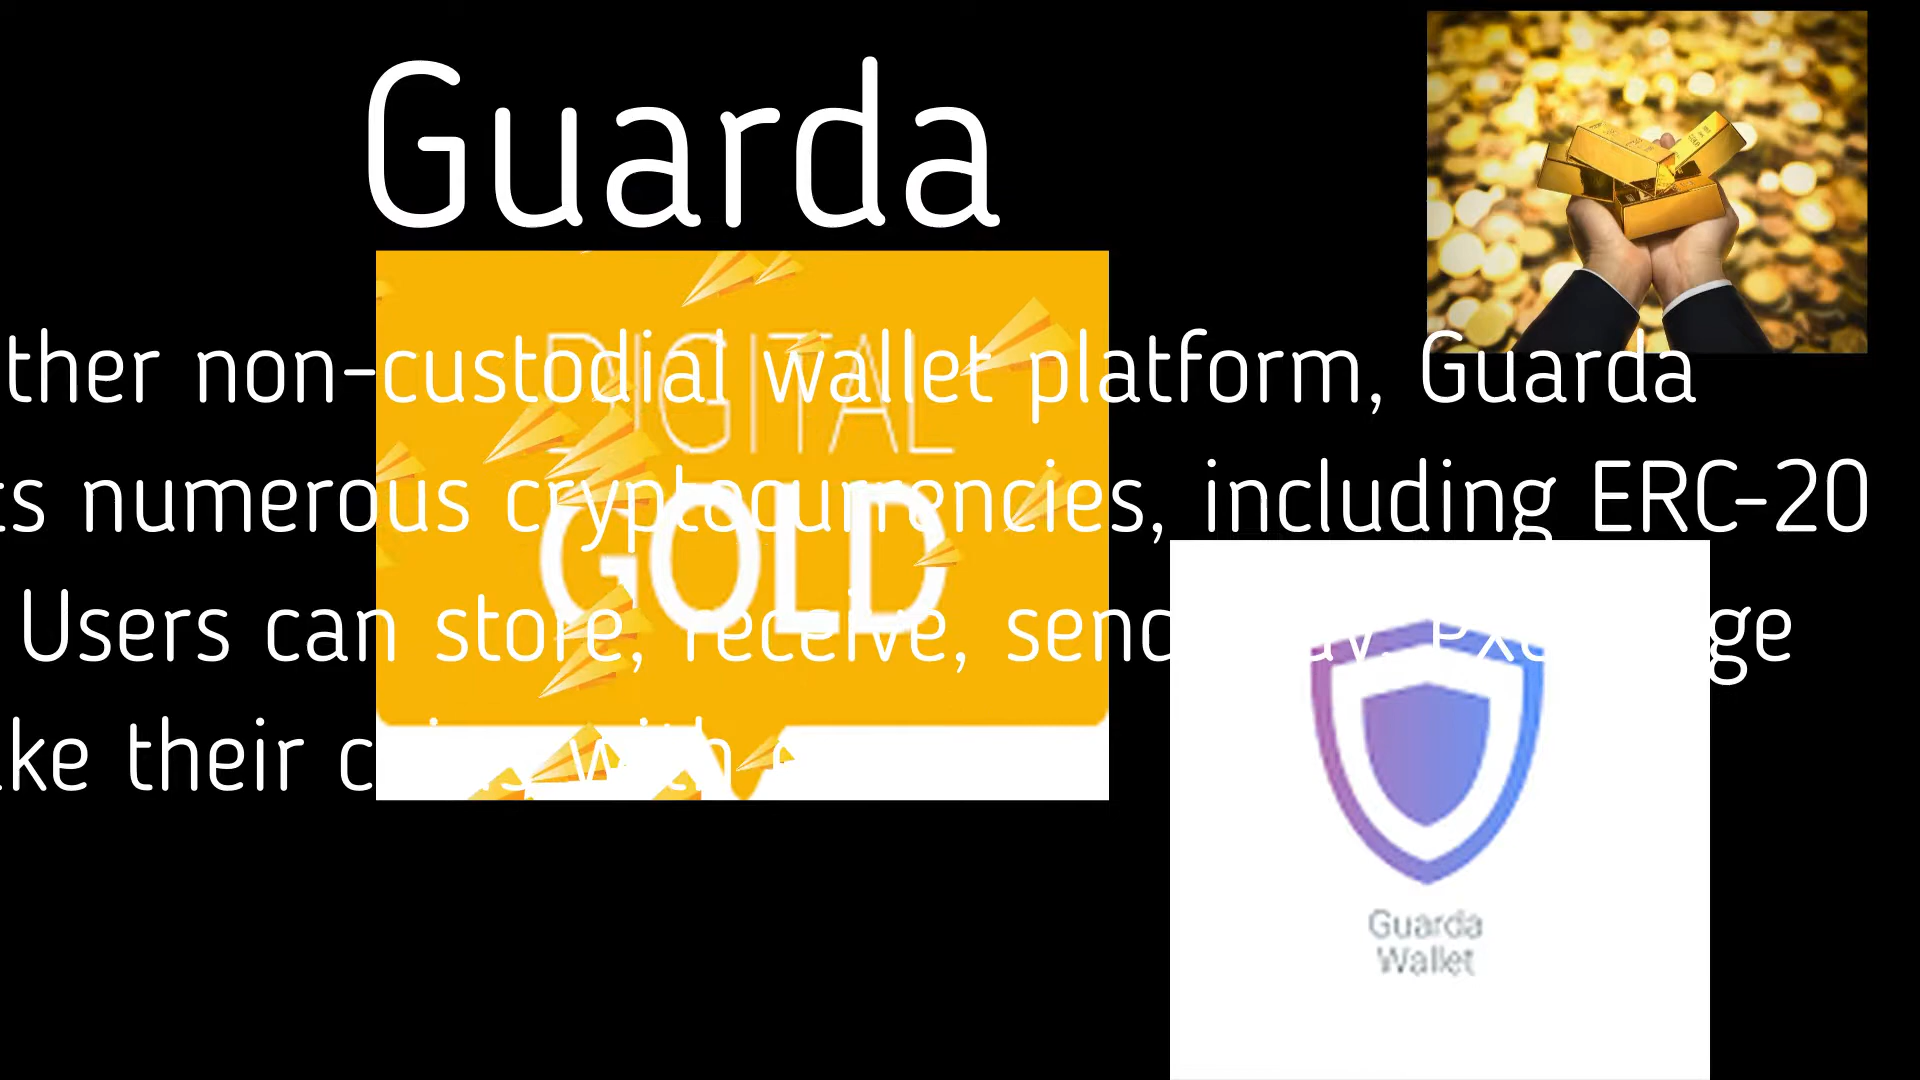 Guarda
ther non-custodial wallet platform, Guarda
DIGITAL
ts numerous cryptocurrencies, including ERC-20
GOLD
Users can store, receive, send
ke their with
Guarda
Wallet